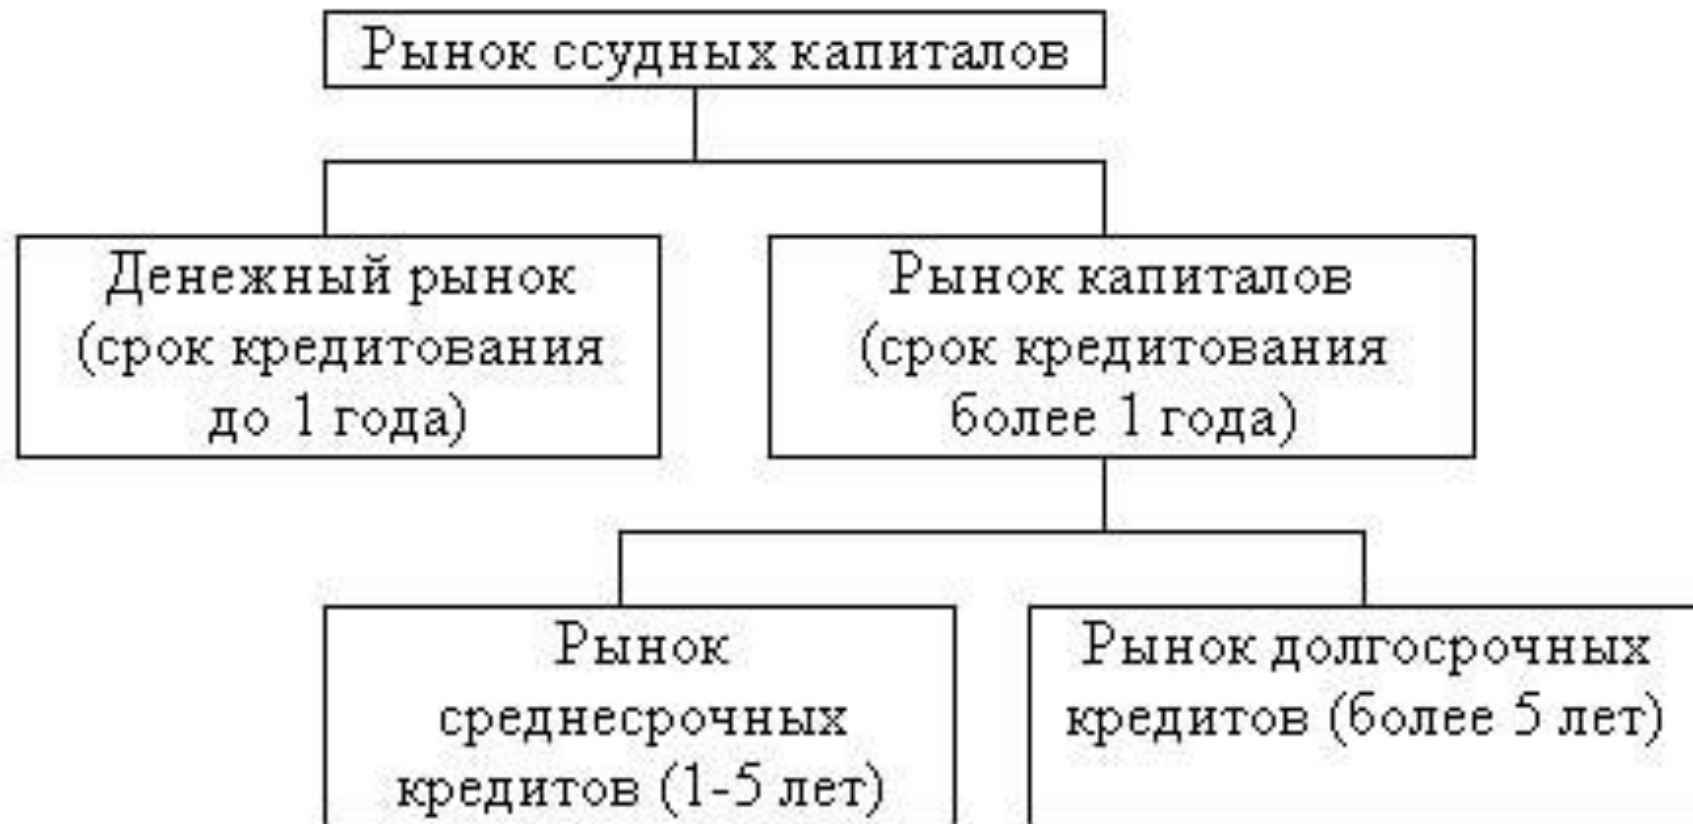 Рынок ссудных капиталов
Денежный рынок
(срок кредитования
до 1 года)
Рынок капиталов
(срок кредитования
более 1 года)
Рынок
среднесрочных
кредитов (1-5 лет)
Рынок долгосрочных
кредитов (более 5 лет)